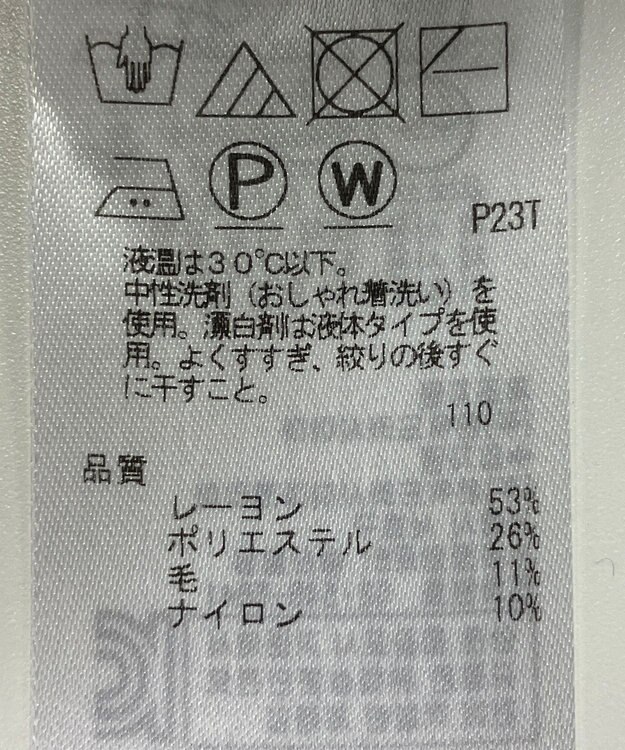 P W
P23T
液温は30℃以下。
中性洗剤(おしゃれ着洗い)を
使用。漂白剤は液体タイプを使
用。よくすすぎ、絞りの後すぐ
に干すこと。
110
品質
レーヨン 53%
ポリエステル 26%
毛 11%
ナイロン 10%